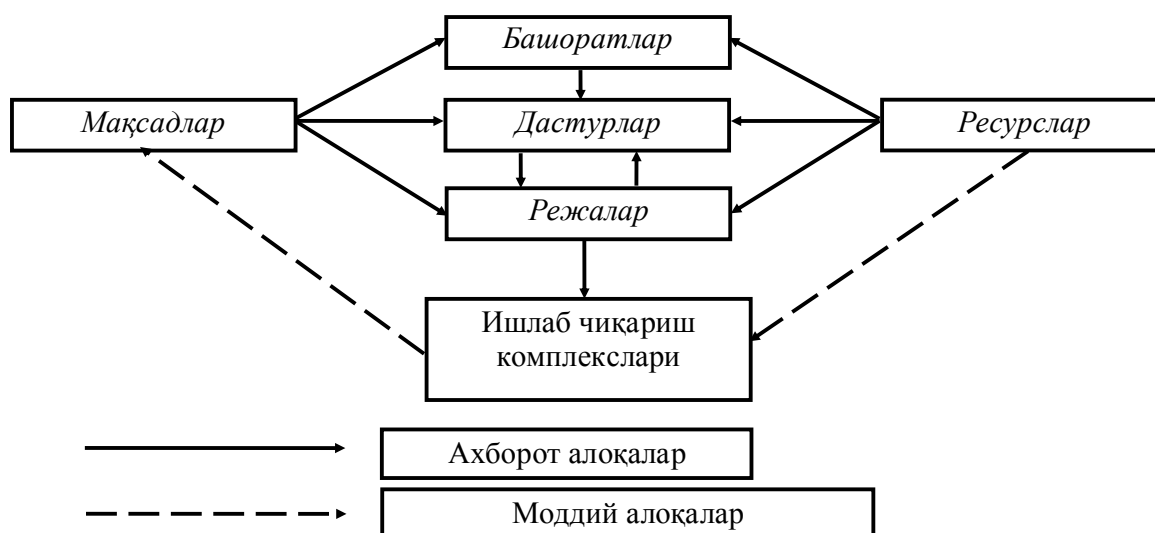 Башоратлар
Мақсадлар
Дастурлар
Ресурслар
Режалар
Ишлаб чиқариш
комплекслари
Ахборот алоқалар
Моддий алоқалар